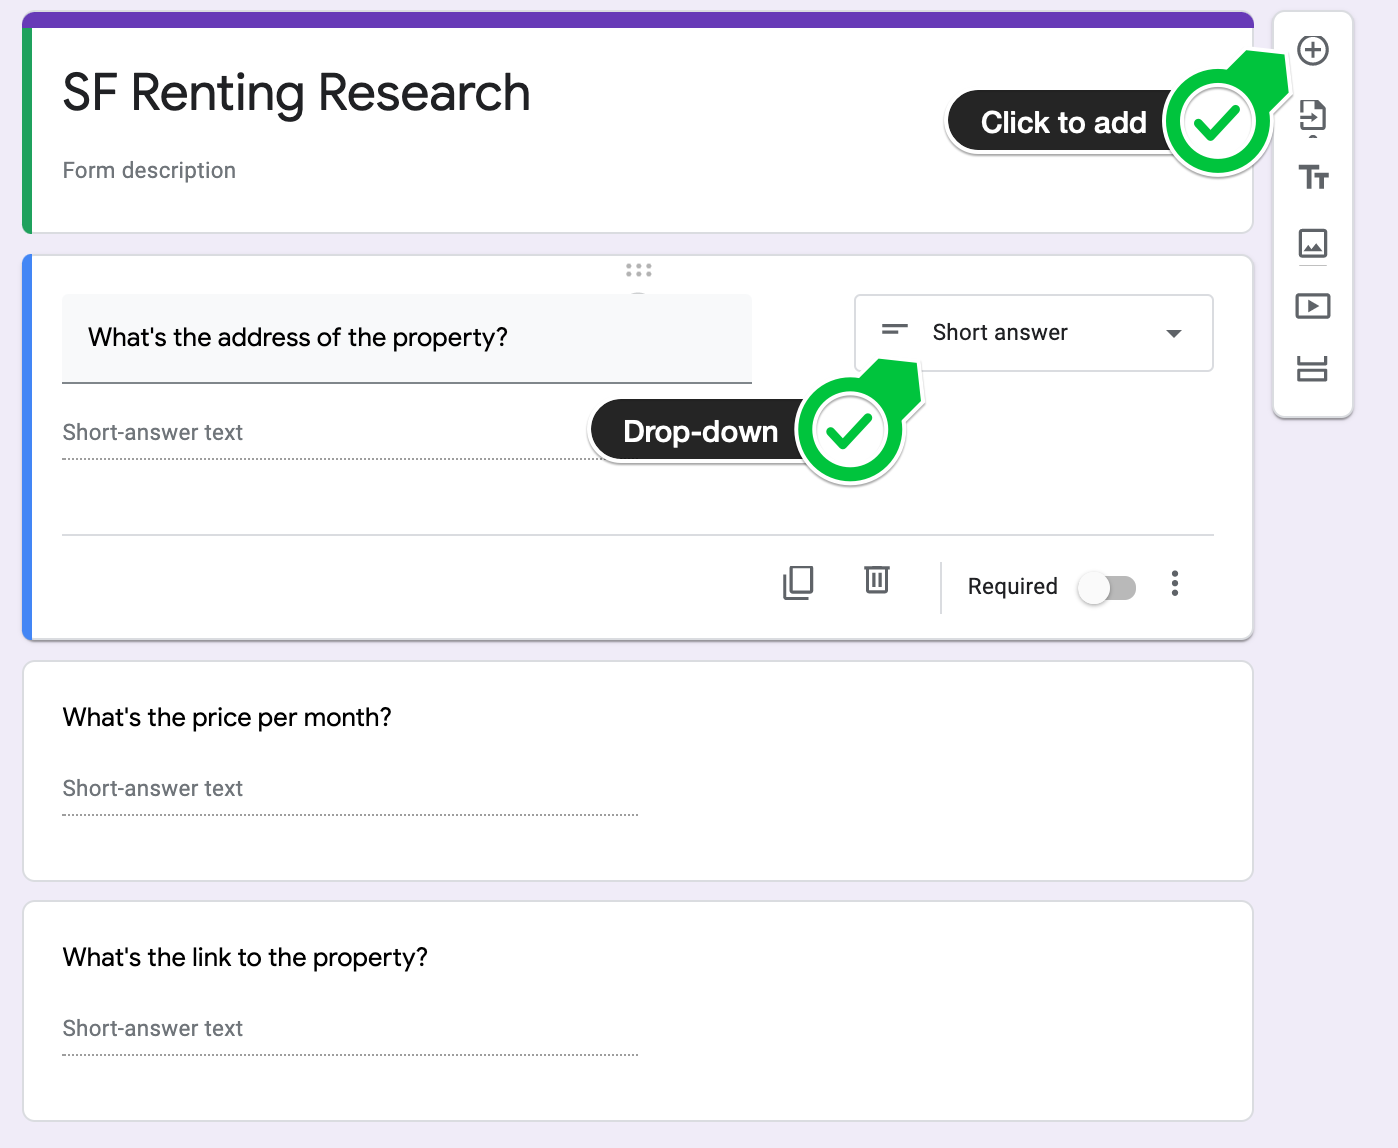 SF Renting Research
Click to add
Form description
What's the address of the property?
Short answer
Short-answer text
Drop-down
Required
What's the price per month?
Short-answer text
What's the link to the property?
Short-answer text